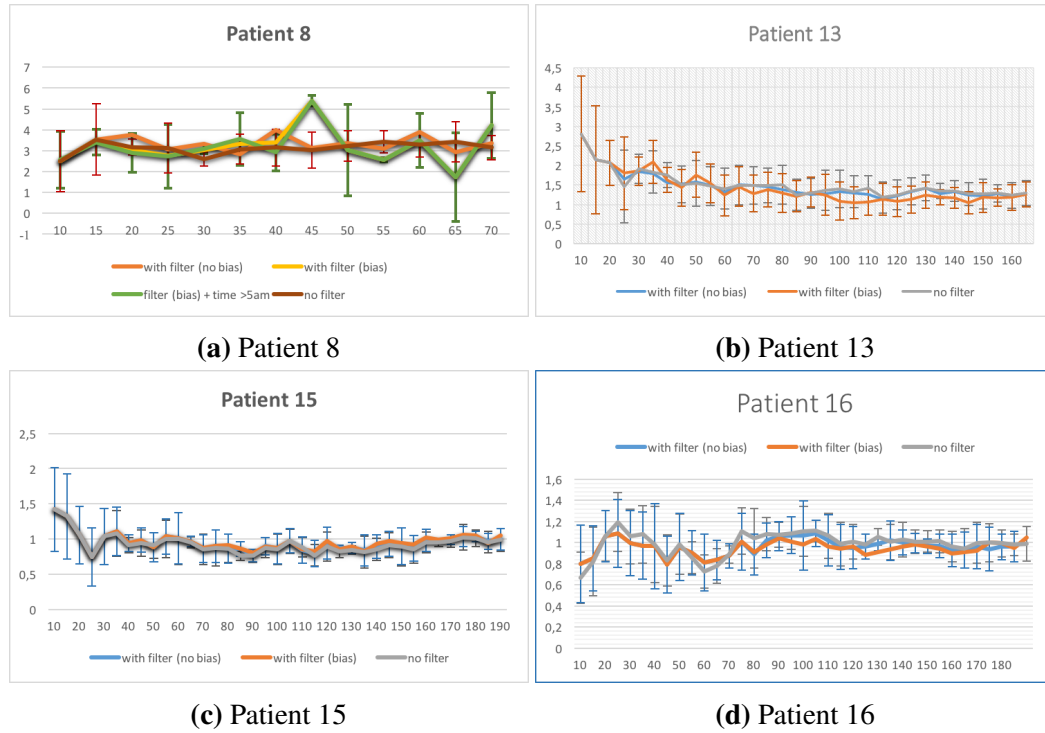 Patient 8
7
6
5
4
3
2
1
0
-1
10 15 20 25 30 35 40 45 50 55 60 65 70
with filter (no bias) with filter (bias)
filter (bias) + time >5am no filter
(a) Patient 8
Patient 13
4,5
4
3,5
3
2,5
2
1,5
1
0,5
0
10 20 30 40 50 60 70 80 90 100 110 120 130 140 150 160
with filter (no bias) with filter (bias) no filter
(b) Patient 13
Patient 15
2,5
2
1,5
1
0,5
0
10 20 30 40 50 60 70 80 90 100 110 120 130 140 150 160 170 180 190
with filter (no bias) with filter (bias) no filter
(c) Patient 15
Patient 16
with filter (no bias) with filter (bias) no filter
1,6
1,4
1,2
1
0,8
0,6
0,4
0,2
0
10 20 30 40 50 60 70 80 90 100 110 120 130 140 150 160 170 180
(d) Patient 16